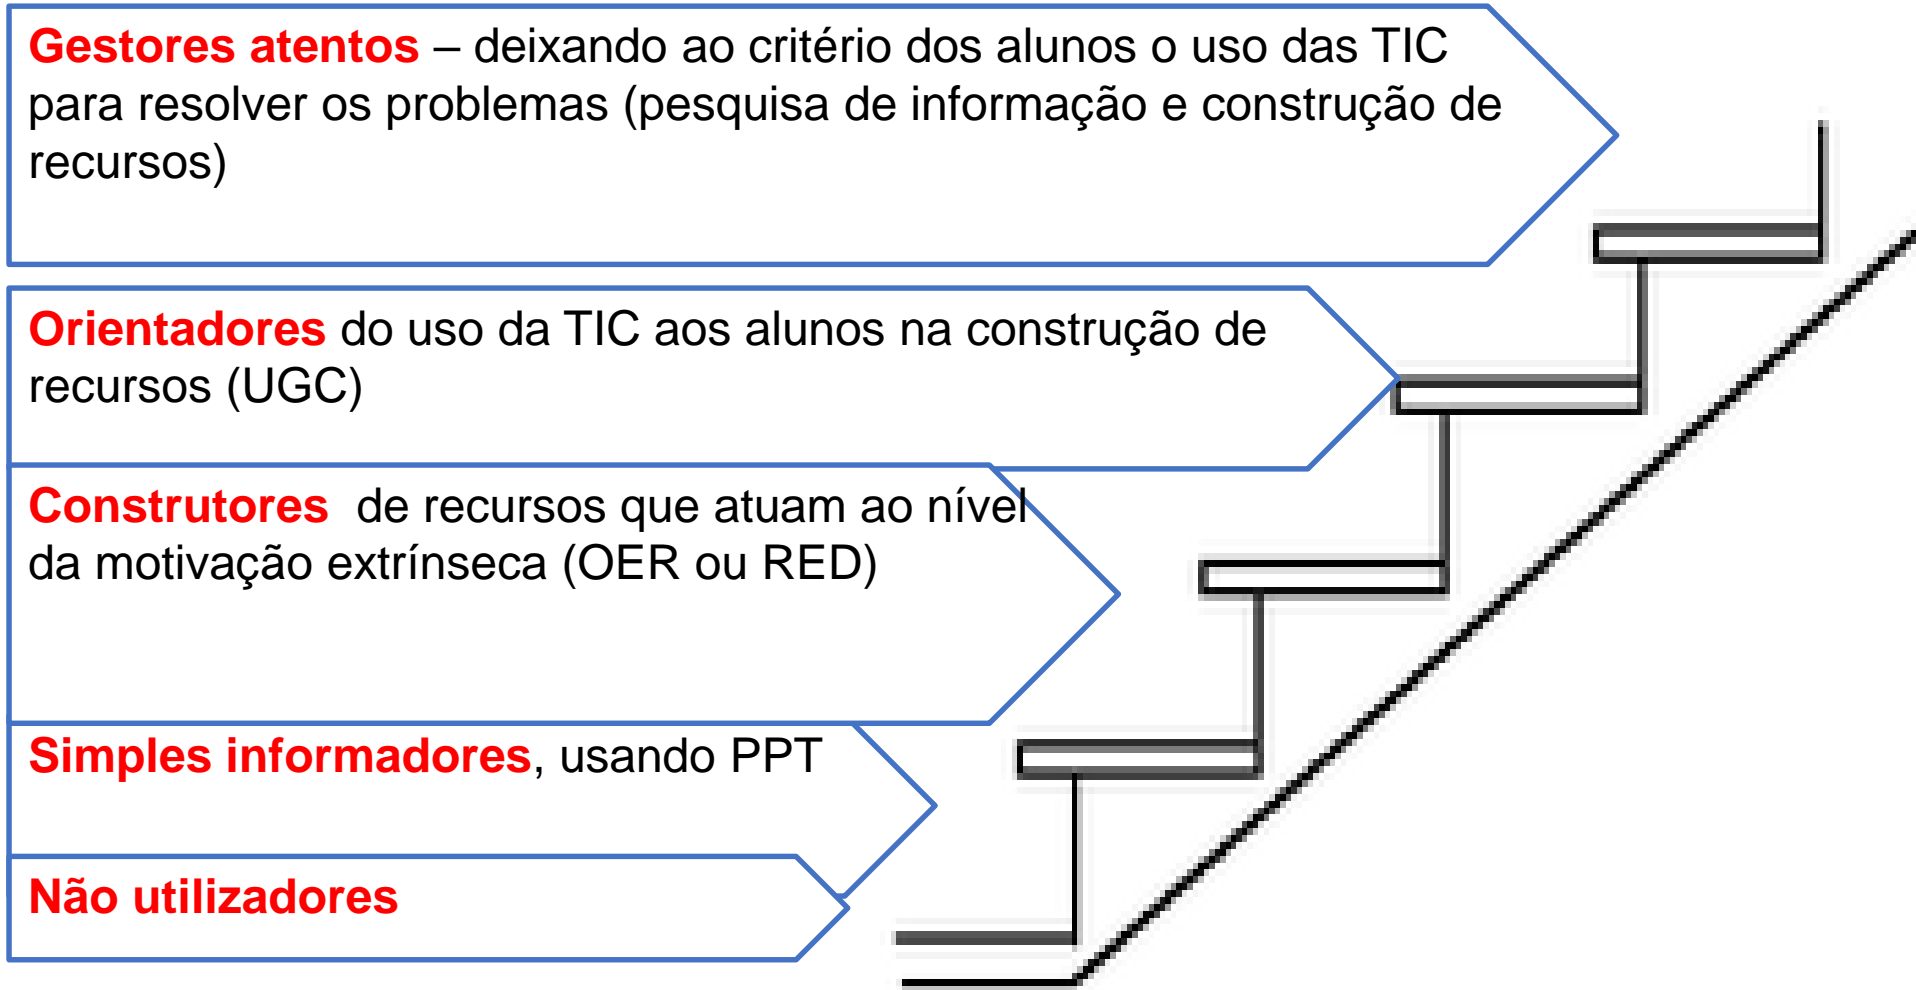 Gestores atentos – deixando ao critério dos alunos o uso das TIC
para resolver os problemas (pesquisa de informação e construção de
recursos)
Orientadores do uso da TIC aos alunos na construção de
recursos (UGC)
Construtores  de recursos que atuam ao nível
da motivação extrínseca (OER ou RED)
Simples informadores, usando PPT
Não utilizadores